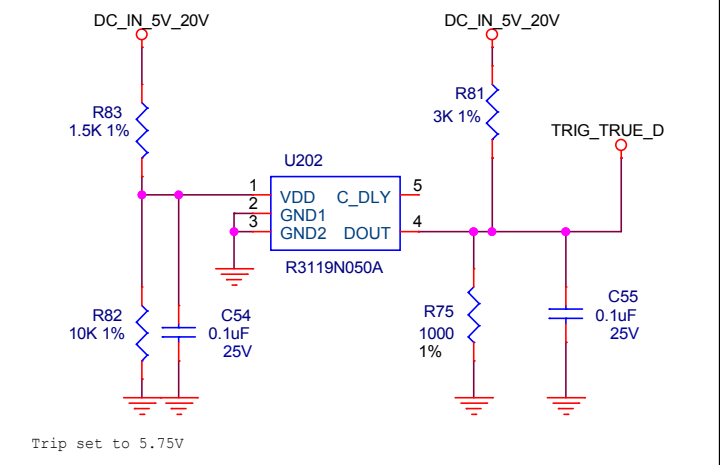 DC_IN_5V_20V
DC_IN_5V_20V
R83
1.5K 1%
R81
3K 1%
TRIG_TRUE_D
U202
1
2
3
VDD
GND1
GND2
C_DLY
DOUT
5
4
R3119N050A
R82
10K 1%
C54
0.1uF
25V
R75
1000
1%
C55
0.1uF
25V
Trip set to 5.75V